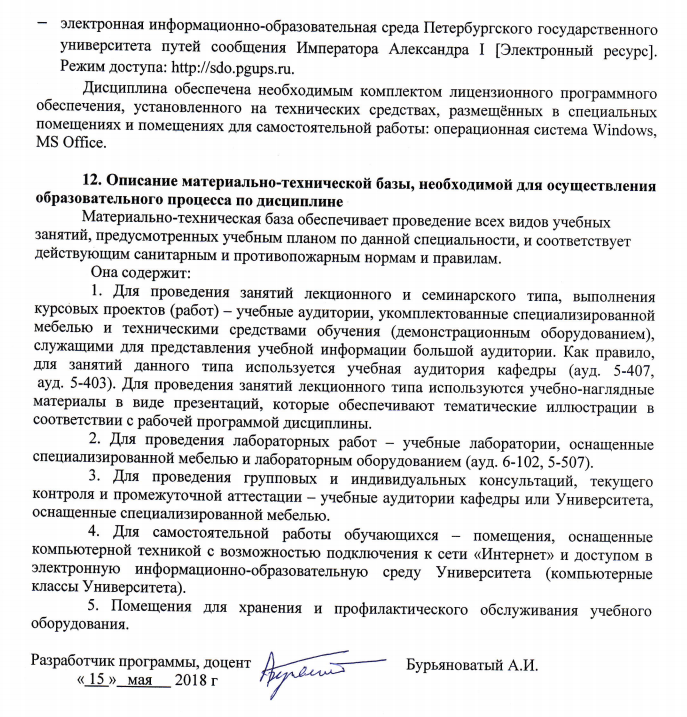 – электронная информационно-образовательная среда Петербургского государственного
университета путей сообщения Императора Александра I [Электронный ресурс].
Режим доступа: http://sdo.pgups.ru.
Дисциплина обеспечена необходимым комплектом лицензионного программного
обеспечения, установленного на технических средствах, размещённых в специальных
помещениях и помещениях для самостоятельной работы: операционная система Windows,
MS Office.
12. Описание материально-технической базы, необходимой для осуществления
образовательного процесса по дисциплине
Материально-техническая база обеспечивает проведение всех видов учебных
занятий, предусмотренных учебным планом по данной специальности, и соответствует
действующим санитарным и противопожарным нормам и правилам.
Она содержит:
1. Для проведения занятий лекционного и семинарского типа, выполнения
курсовых проектов (работ) – учебные аудитории, укомплектованные специализированной
мебелью и техническими средствами обучения (демонстрационным оборудованием),
служащими для представления учебной информации большой аудитории. Как правило,
для занятий данного типа используется учебная аудитория кафедры (ауд. 5-407,
ауд. 5-403). Для проведения занятий лекционного типа используются учебно-наглядные
материалы в виде презентаций, которые обеспечивают тематические иллюстрации в
соответствии с рабочей программой дисциплины.
2. Для проведения лабораторных работ – учебные лаборатории, оснащенные
специализированной мебелью и лабораторным оборудованием (ауд. 6-102, 5-507).
3. Для проведения групповых и индивидуальных консультаций, текущего
контроля и промежуточной аттестации – учебные аудитории кафедры или Университета,
оснащенные специализированной мебелью.
4. Для самостоятельной работы обучающихся – помещения, оснащенные
компьютерной техникой с возможностью подключения к сети «Интернет» и доступом в
электронную информационно-образовательную среду Университета (компьютерные
классы Университета).
5. Помещения для хранения и профилактического обслуживания учебного
оборудования.
Разработчик программы, доцент Бурьяноватый А.И.
« 15 » мая 2018 г